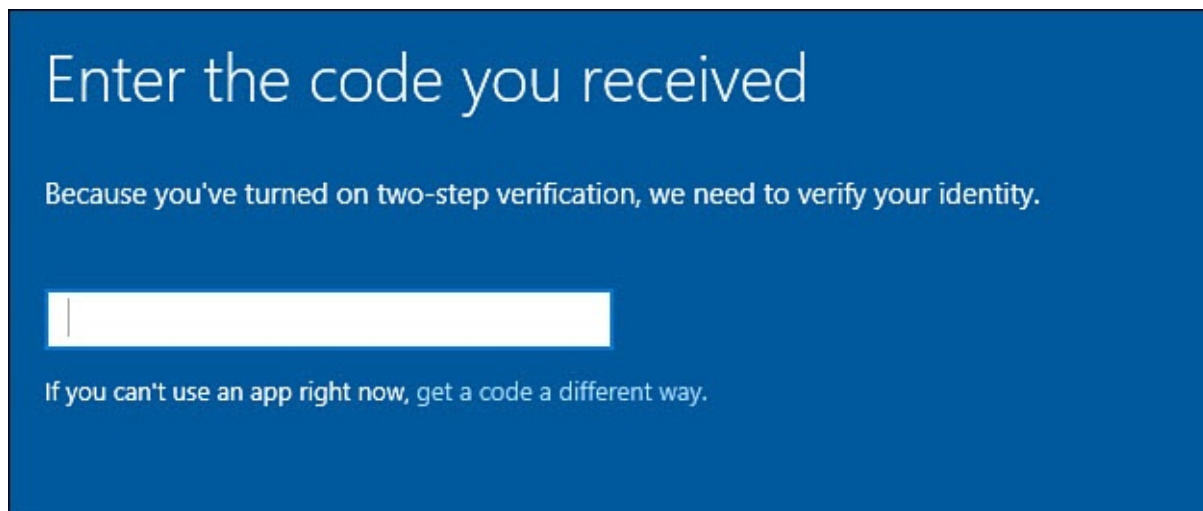 Enter the code you received
Because you've turned on two-step verification, we need to verify your identity.
If you can't use an app right now, get a code a different way.